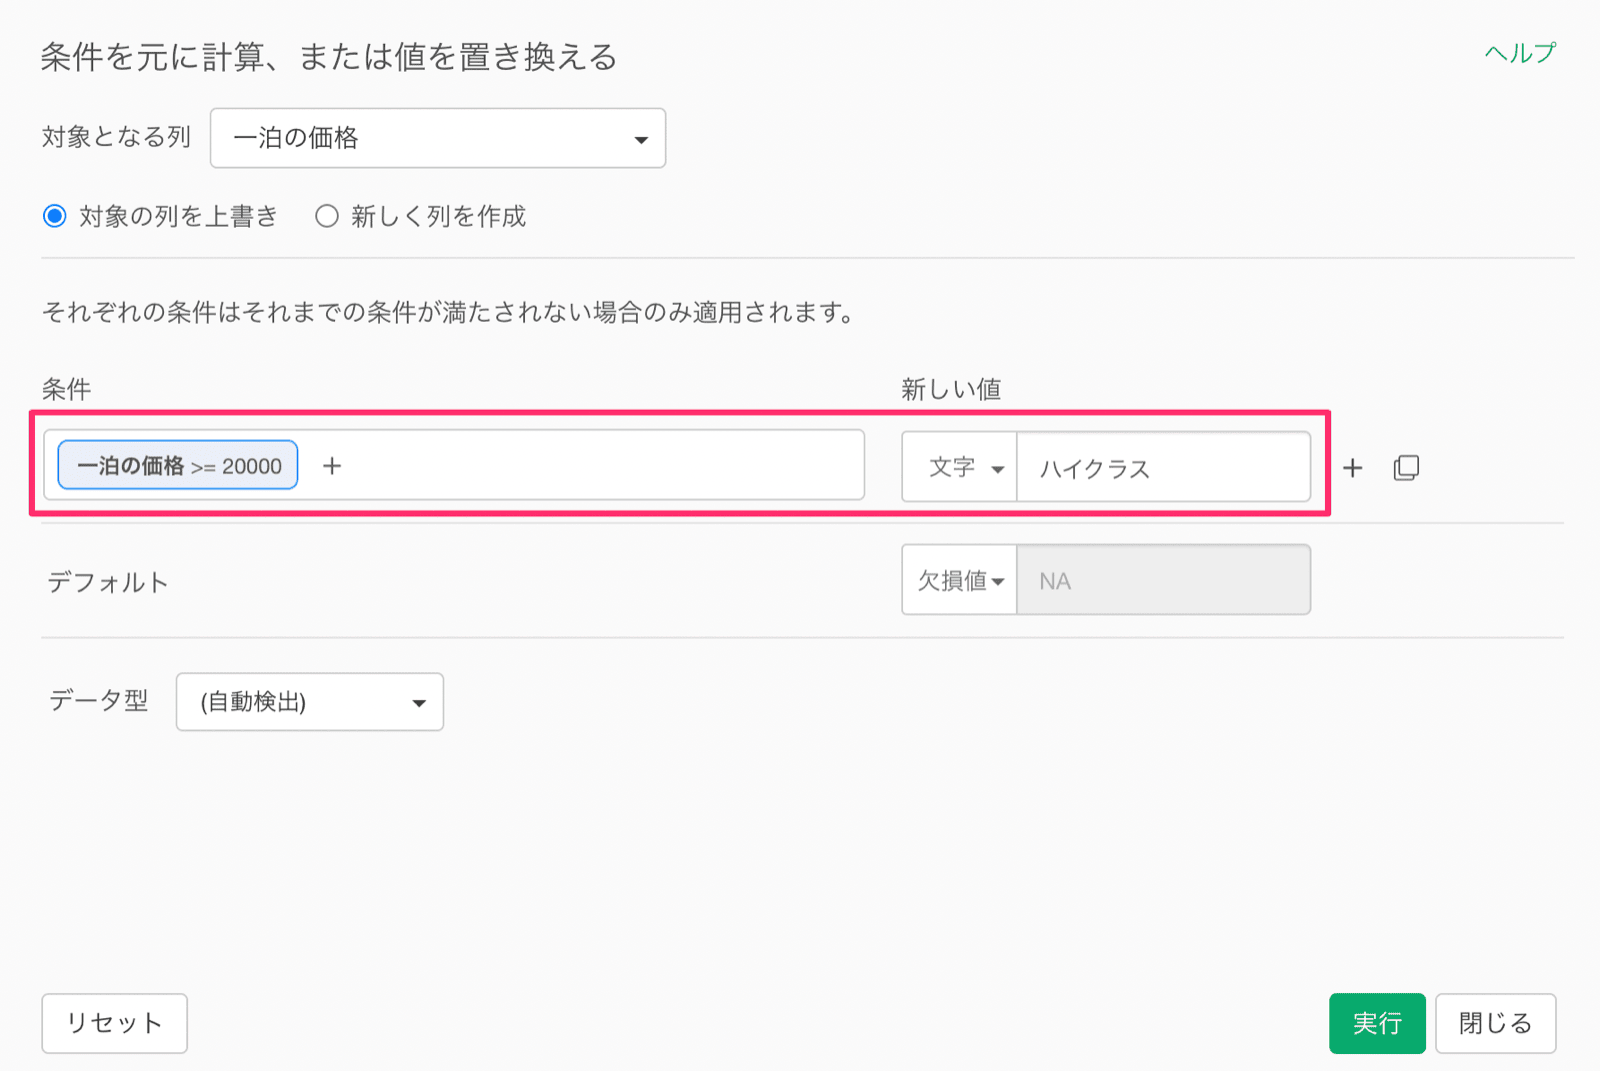 条件を元に計算、または値を置き換える
ヘルプ
対象となる列 一泊の価格
対象の列を上書き 新しく列を作成
それぞれの条件はそれまでの条件が満たされない場合のみ適用されます。
条件 新しい値
一泊の価格 >= 20000 + 文字 ハイクラス +
デフォルト 欠損値 NA
データ型 (自動検出)
リセット 実行 閉じる